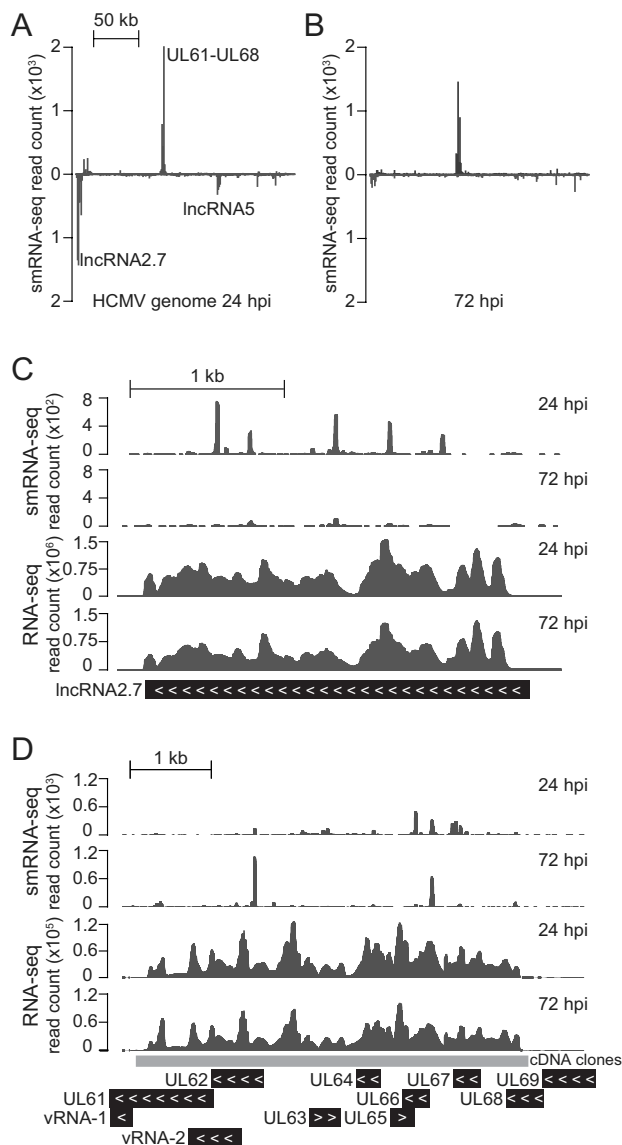 A
50 kb
smRNA-seq read count (x10³)
2
1
0
1
2
UL61-UL68
lncRNA5
lncRNA2.7
HCMV genome 24 hpi
B
smRNA-seq read count (x10³)
2
1
0
1
2
72 hpi
C
1 kb
smRNA-seq
read count (x10²)
8
4
0
24 hpi
8
4
0
72 hpi
RNA-seq
read count (x10⁶)
1.5
0.75
0
24 hpi
1.5
0.75
0
72 hpi
lncRNA2.7 < < < < < < < < < < < < < < < < < < < < < < <
D
1 kb
smRNA-seq
read count (x10³)
1.2
0.6
0
24 hpi
1.2
0.6
0
72 hpi
RNA-seq
read count (x10⁵)
1.2
0.6
0
24 hpi
1.2
0.6
0
72 hpi
cDNA clones
UL62 < < < < UL64 < < UL67 < < UL69 < < < <
UL61 < < < < < < < UL66 < < UL68 < < <
vRNA-1 < UL63 > > UL65 >
vRNA-2 < < <